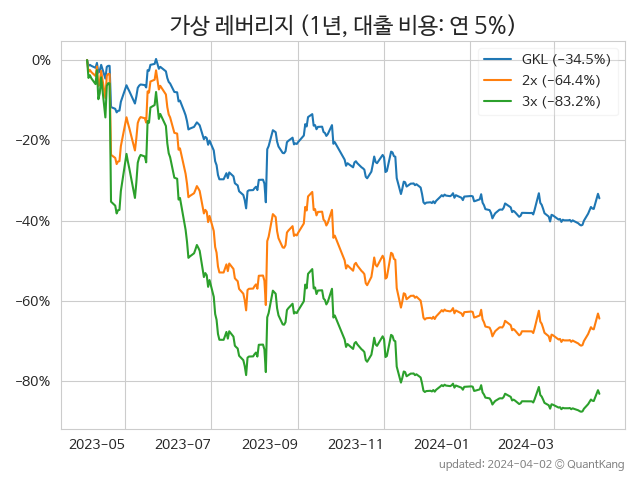 가상 레버리지 (1년, 대출 비용: 연 5%)
GKL (−34.5%)
2x (−64.4%)
3x (−83.2%)
0%
−20%
−40%
−60%
−80%
2023−05 2023−07 2023−09 2023−11 2024−01 2024−03
updated: 2024-04-02 © QuantKang